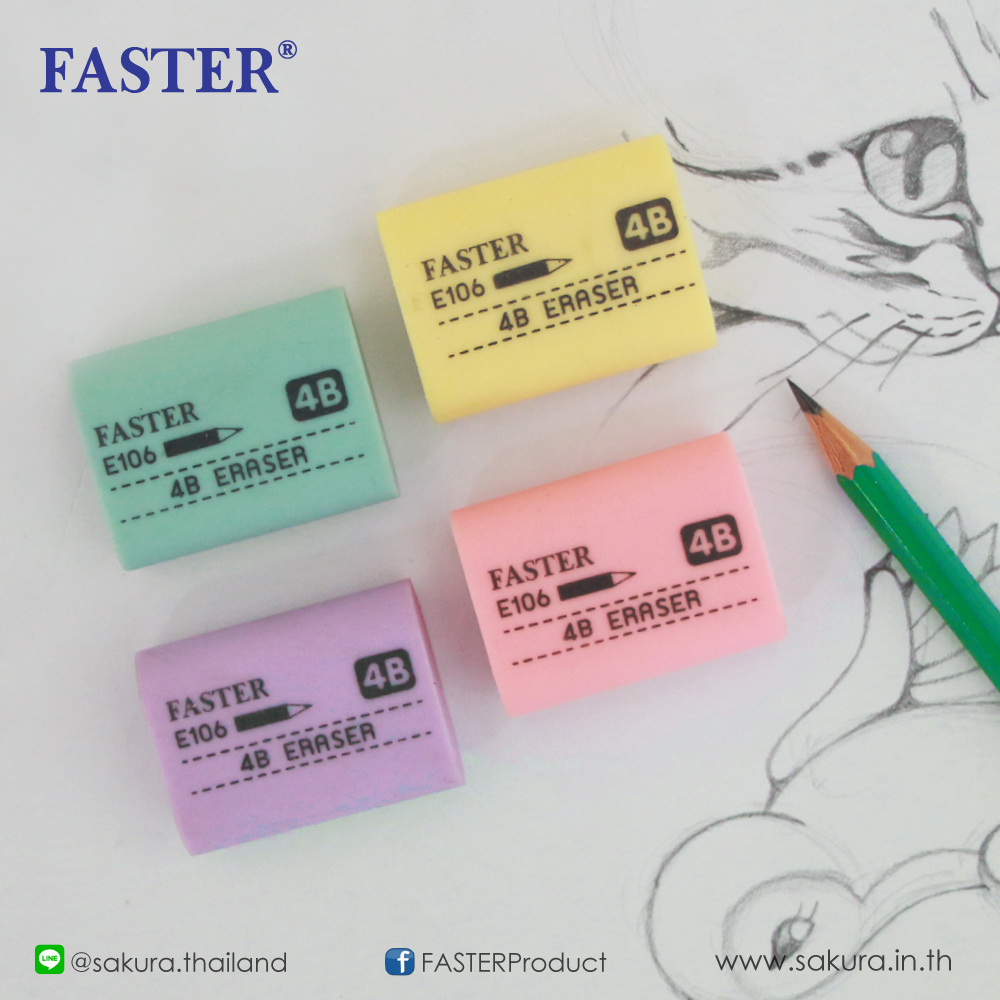 FASTER®
FASTER
4B
E106
4B ERASER
FASTER
4B
E106
4B ERASER
FASTER
4B
E106
4B ERASER
FASTER
4B
E106
4B ERASER
LINE
@sakura.thailand
f
FASTERProduct
www.sakura.in.th